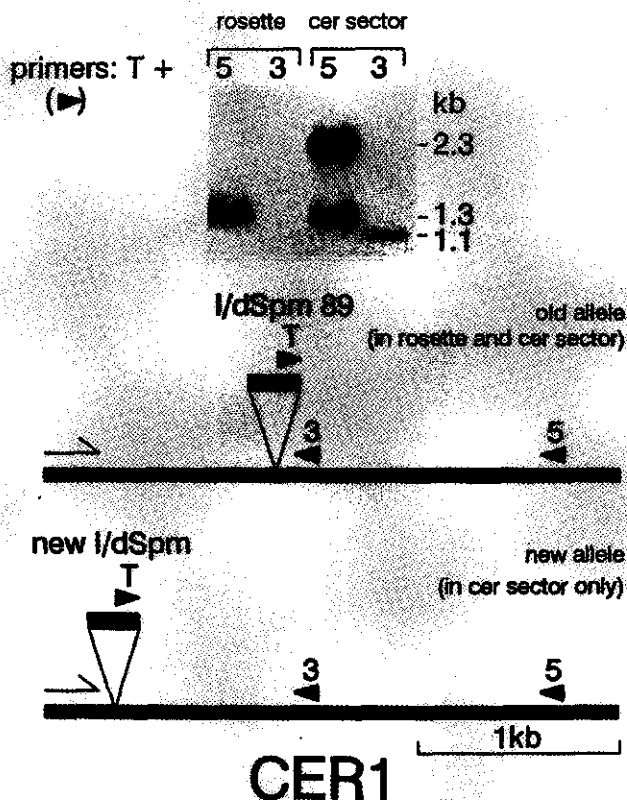 rosette cer sector
primers: T + 5 3 5 3
kb
2.3
1.3
1.1
I/dSpm 89
T
old allele
(in rosette and cer sector)
3
5
new I/dSpm
T
new allele
(in cer sector only)
3
5
1kb
CER1